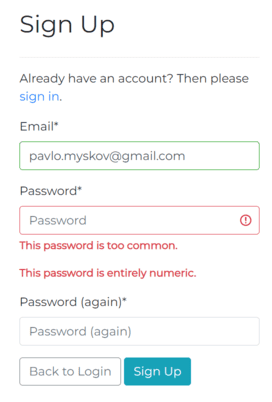 Sign Up
Already have an account? Then please
sign in.
Email*
pavlo.myskov@gmail.com
Password*
Password
This password is too common.
This password is entirely numeric.
Password (again)*
Password (again)
Back to Login Sign Up